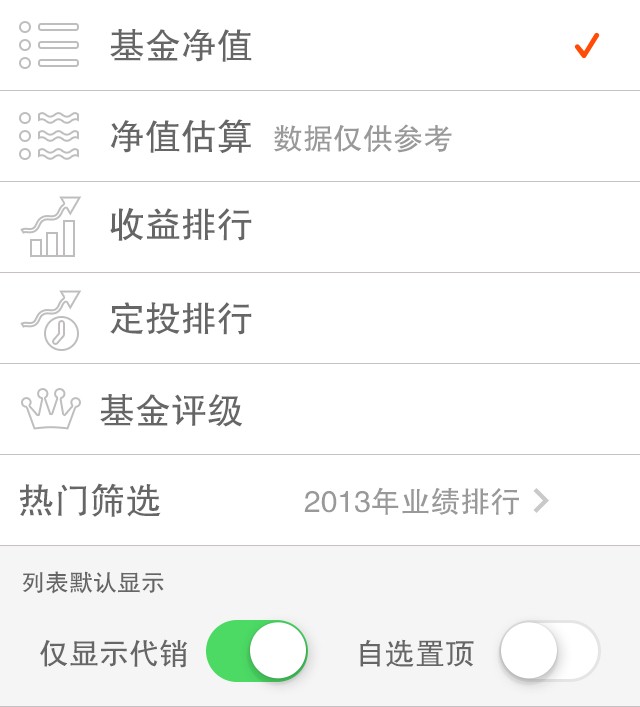 基金净值
净值估算 数据仅供参考
收益排行
定投排行
基金评级
热门筛选 2013年业绩排行
列表默认显示
仅显示代销 自选置顶